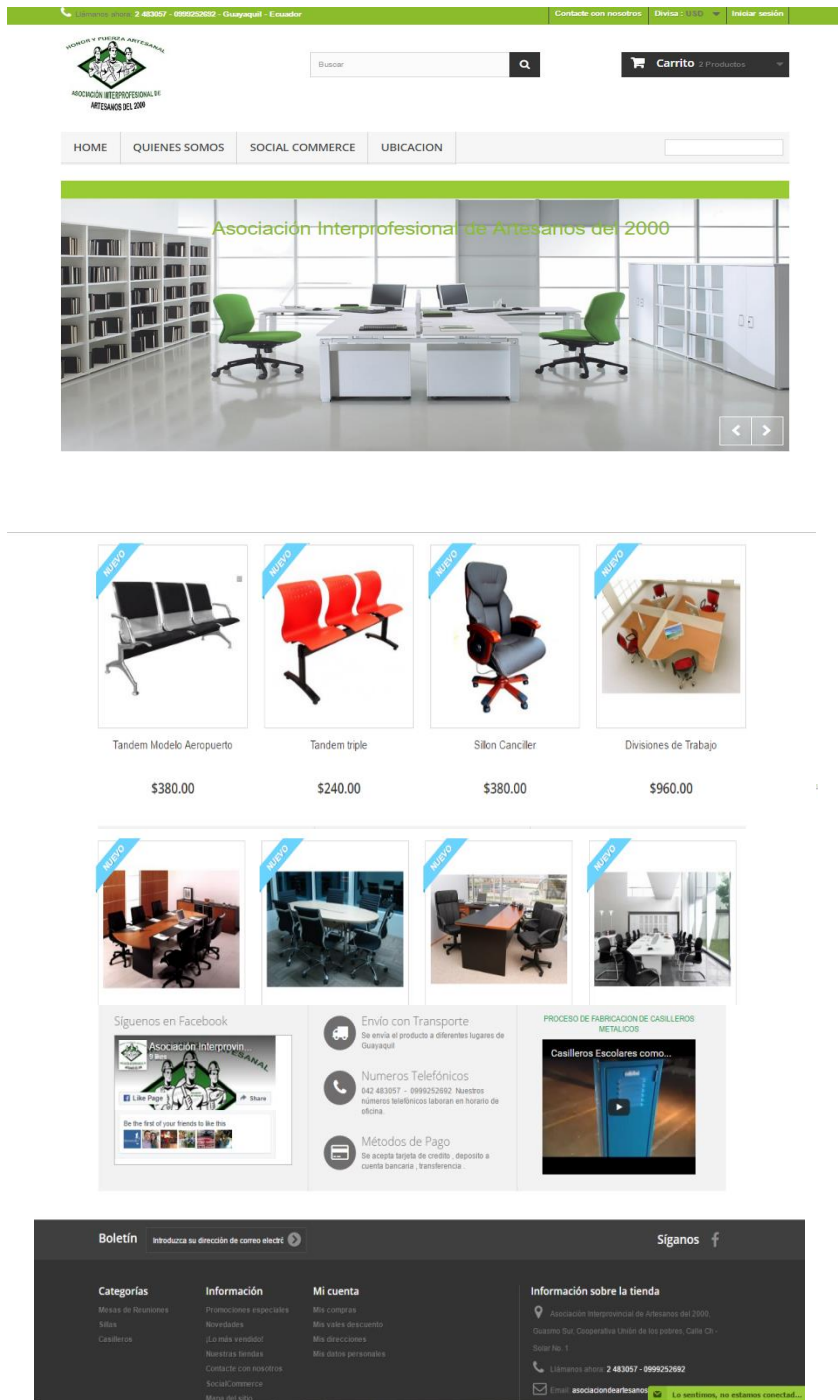 Llámanos ahora: 2 483057 - 0999252692 - Guayaquil - Ecuador
Contacte con nosotros
Divisa : USD
Iniciar sesión
HONOR Y FUERZA ARTESANAL
ASOCIACIÓN INTERPROFESIONAL DE
ARTESANOS DEL 2000
Buscar
Carrito 2 Productos
HOME
QUIENES SOMOS
SOCIAL COMMERCE
UBICACION
Asociación Interprofesional de Artesanos del 2000
NUEVO
NUEVO
NUEVO
NUEVO
Tandem Modelo Aeropuerto
Tandem triple
Sillon Canciller
Divisiones de Trabajo
$380.00
$240.00
$380.00
$960.00
NUEVO
NUEVO
NUEVO
NUEVO
Síguenos en Facebook
Asociación Interprovin...
9 likes
Like Page
Share
Be the first of your friends to like this
Envío con Transporte
Se envía el producto a diferentes lugares de
Guayaquil
Numeros Telefónicos
042 483057 - 0999252692 Nuestros
números telefónicos laboran en horario de
oficina.
Métodos de Pago
Se acepta tarjeta de credito , deposito a
cuenta bancaria , transferencia .
PROCESO DE FABRICACION DE CASILLEROS
METALICOS
Casilleros Escolares como...
Boletín
Introduzca su dirección de correo electró
Síganos
Categorías
Mesas de Reuniones
Sillas
Casilleros
Información
Promociones especiales
Novedades
¡Lo más vendido!
Nuestras tiendas
Contacte con nosotros
SocialCommerce
Mapa del sitio
Mi cuenta
Mis compras
Mis vales descuento
Mis direcciones
Mis datos personales
Información sobre la tienda
Asociación Interprovincial de Artesanos del 2000,
Guasmo Sur, Cooperativa Unión de los pobres, Calle Ch -
Solar No. 1
Llámanos ahora: 2 483057 - 0999252692
Email: asociaciondeartesanos
Lo sentimos, no estamos conectad...